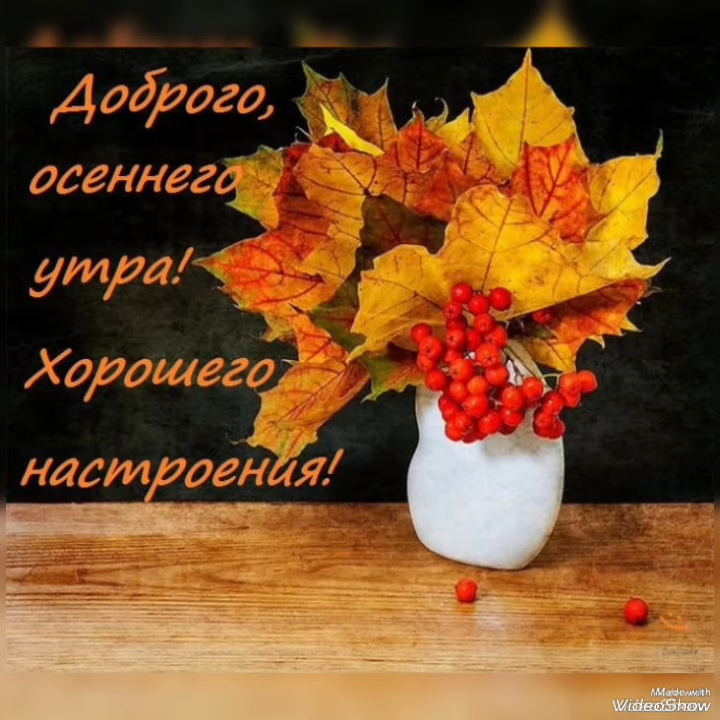 Доброго,
осеннего
утра!
Хорошего
настроения!
Made with
VideoShow